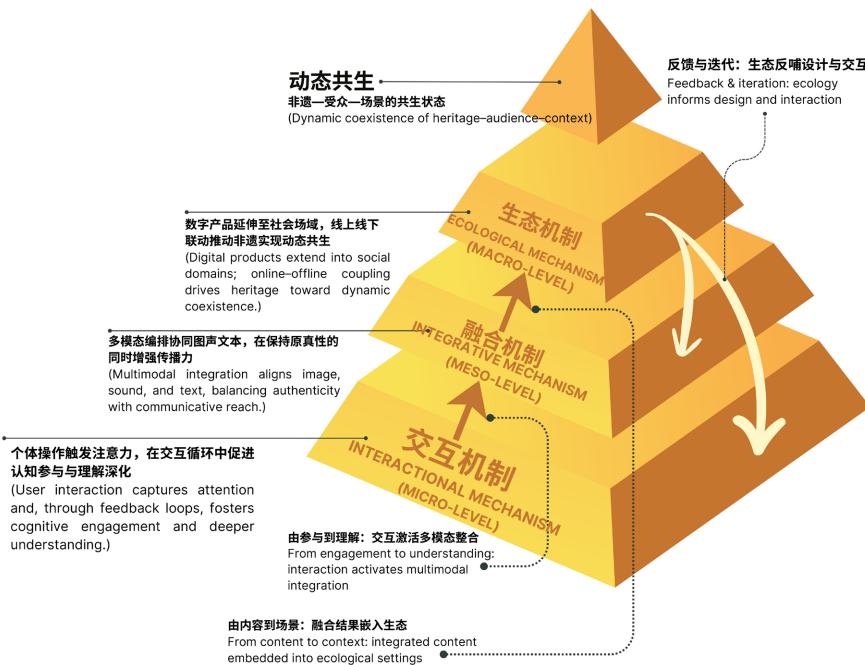 动态共生
非遗—受众—场景的共生状态
(Dynamic coexistence of heritage–audience–context)
反馈与迭代：生态反哺设计与交互
Feedback & iteration: ecology
informs design and interaction
数字产品延伸至社会场域，线上线下
联动推动非遗实现动态共生
(Digital products extend into social
domains; online–offline coupling
drives heritage toward dynamic
coexistence.)
生态机制
ECOLOGICAL MECHANISM
(MACRO-LEVEL)
多模态编排协同图声文本，在保持原真性的
同时增强传播力
(Multimodal integration aligns image,
sound, and text, balancing authenticity
with communicative reach.)
融合机制
INTEGRATIVE MECHANISM
(MESO-LEVEL)
个体操作触发注意力，在交互循环中促进
认知参与与理解深化
(User interaction captures attention
and, through feedback loops, fosters
cognitive engagement and deeper
understanding.)
交互机制
INTERACTIONAL MECHANISM
(MICRO-LEVEL)
由参与到理解：交互激活多模态整合
From engagement to understanding:
interaction activates multimodal
integration
由内容到场景：融合结果嵌入生态
From content to context: integrated content
embedded into ecological settings